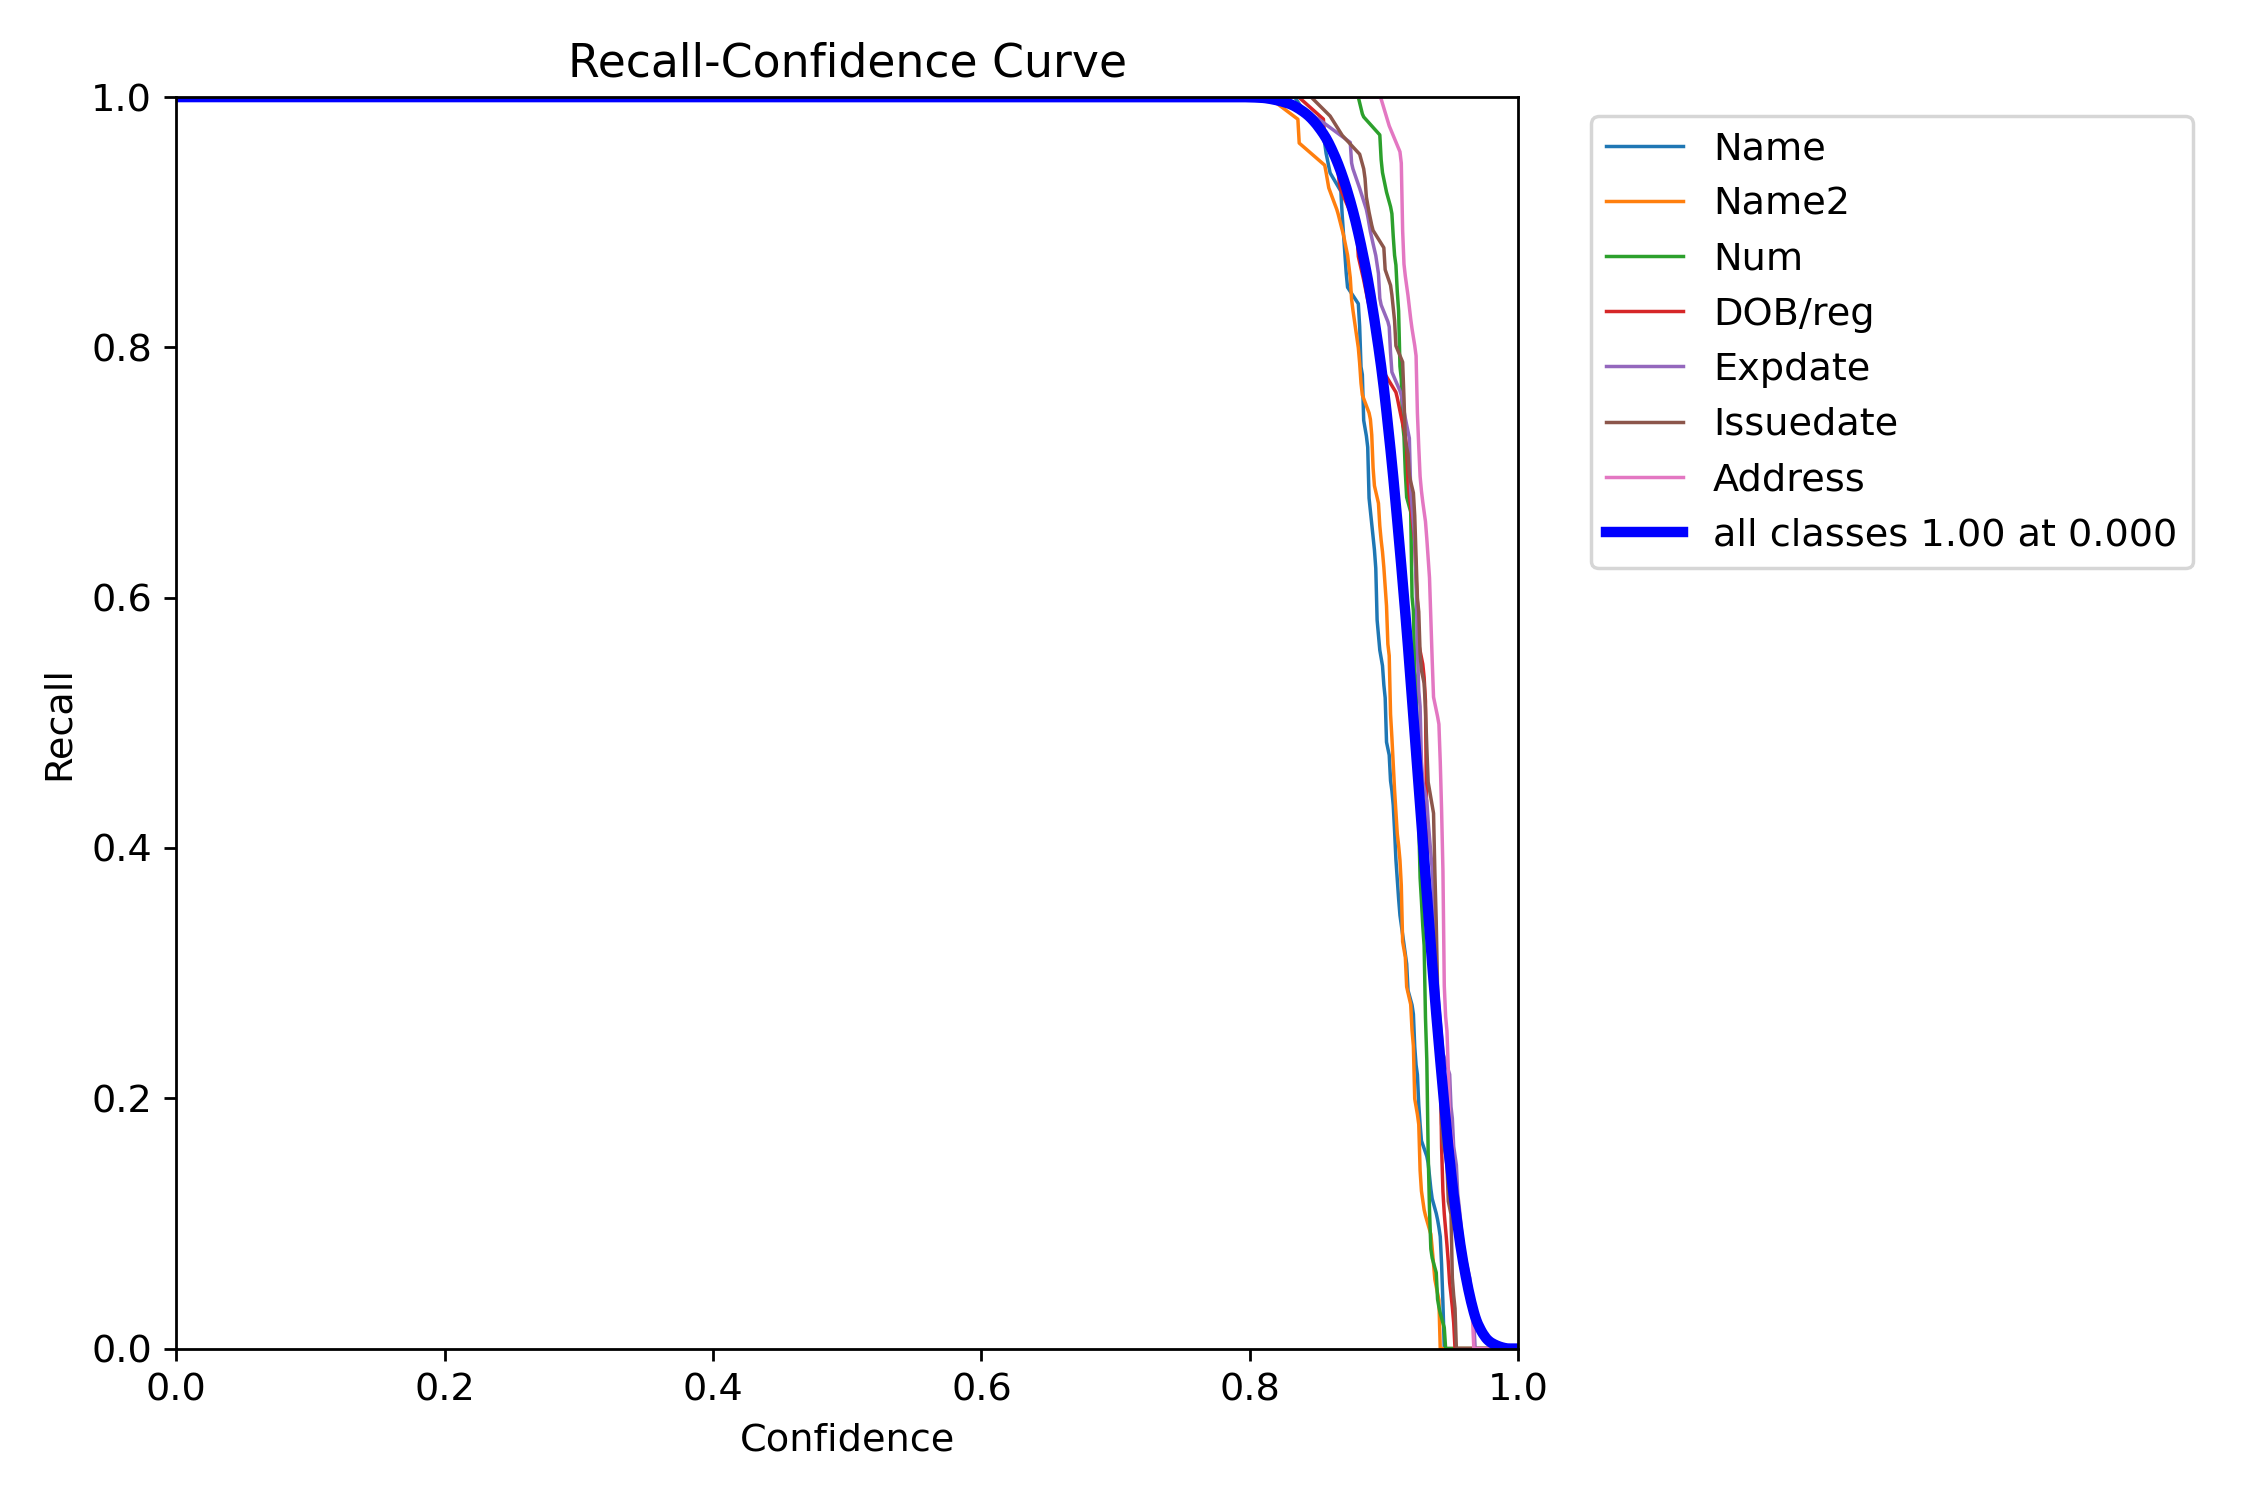 Recall-Confidence Curve
1.0
0.8
0.6
0.4
0.2
0.0
Recall
0.0 0.2 0.4 0.6 0.8 1.0
Confidence
Name
Name2
Num
DOB/reg
Expdate
Issuedate
Address
all classes 1.00 at 0.000